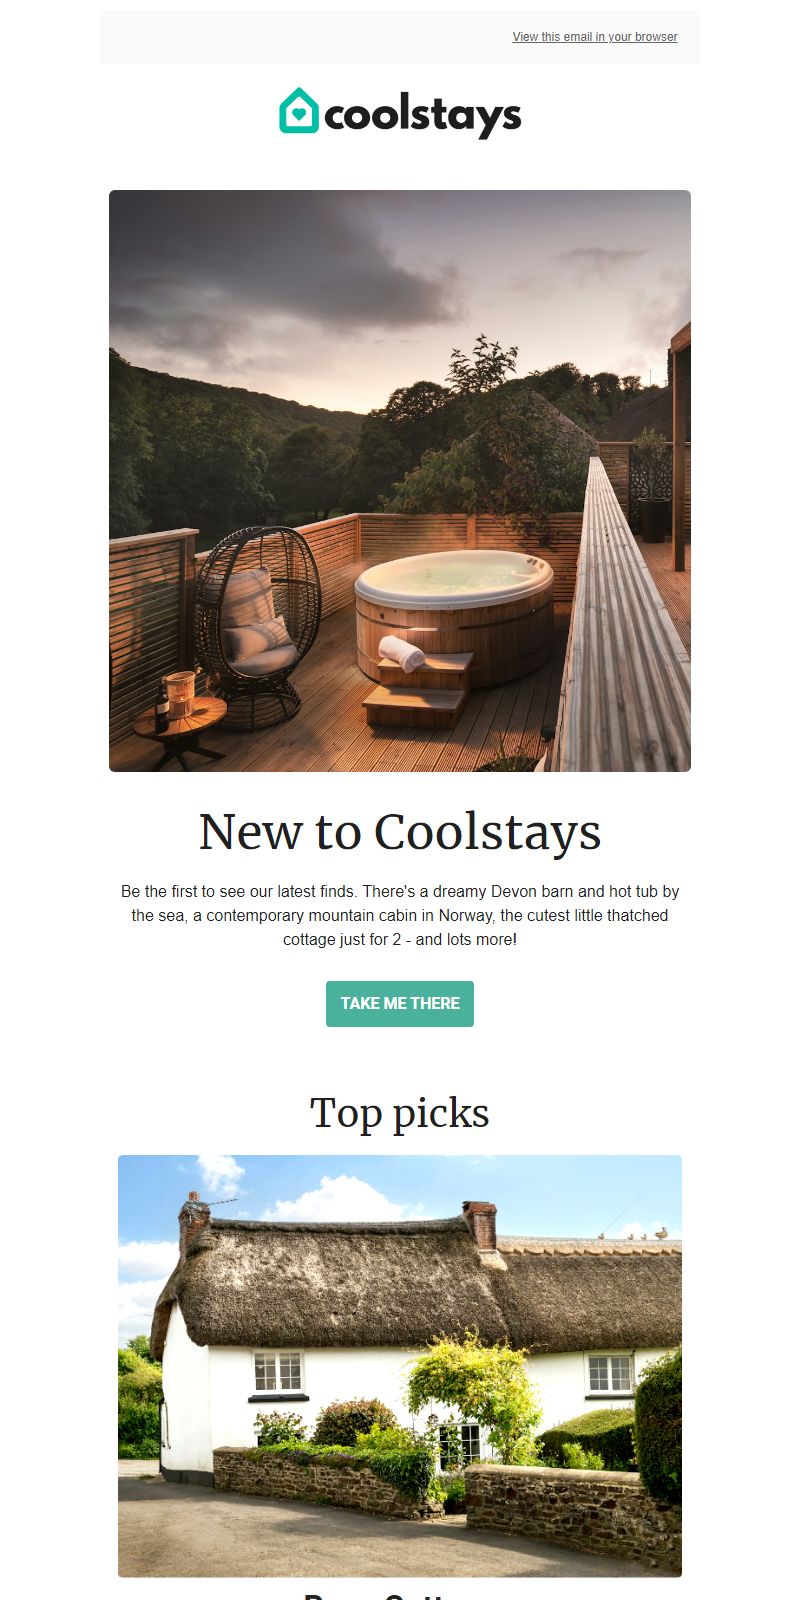 View this email in your browser
coolstays
New to Coolstays
Be the first to see our latest finds. There's a dreamy Devon barn and hot tub by
the sea, a contemporary mountain cabin in Norway, the cutest little thatched
cottage just for 2 - and lots more!
TAKE ME THERE
Top picks